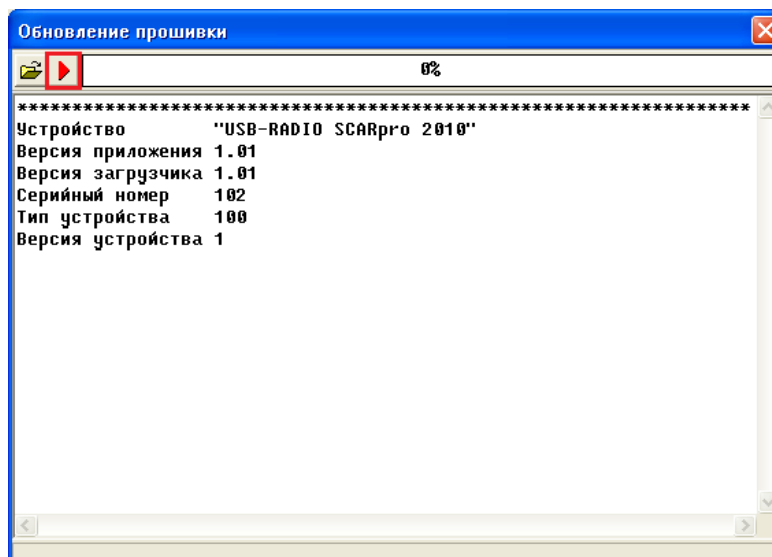 Обновление прошивки
0%
********************************************************************
Устройство "USB-RADIO SCARpro 2010"
Версия приложения 1.01
Версия загрузчика 1.01
Серийный номер 102
Тип устройства 100
Версия устройства 1